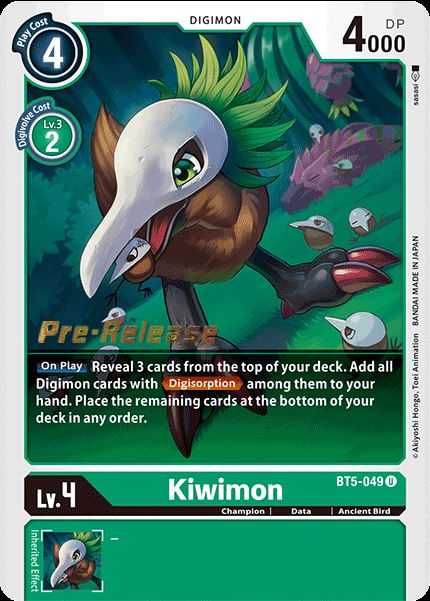 DIGIMON
Play Cost
4
DP
4000
Digivolve Cost
Lv.3
2
sasasi
Pre-Release
On Play Reveal 3 cards from the top of your deck. Add all
Digimon cards with Digisorption among them to your
hand. Place the remaining cards at the bottom of your
deck in any order.
© Akiyoshi Hongo, Toei Animation BANDAI MADE IN JAPAN
Lv.4
Kiwimon
BT5-049 U
Champion | Data | Ancient Bird
Inherited Effect
–